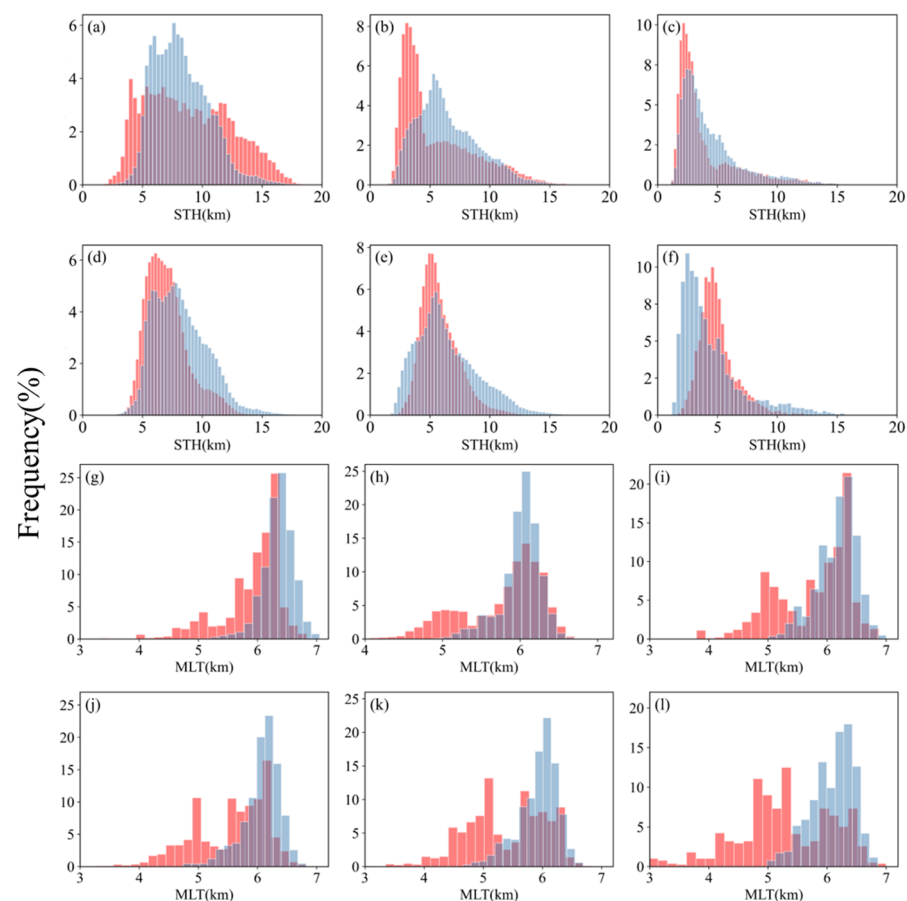 (a) (b) (c)
6 4 2 0
8 6 4 2 0
10 8 5 2 0
0 5 10 15 20
0 5 10 15 20
0 5 10 15 20
STH(km) STH(km) STH(km)
(d) (e) (f)
6 4 2 0
8 6 4 2 0
10 8 5 2 0
0 5 10 15 20
0 5 10 15 20
0 5 10 15 20
STH(km) STH(km) STH(km)
Frequency(%)
(g) (h) (i)
25 20 15 10 5 0
25 20 15 10 5 0
20 15 10 5 0
3 4 5 6 7
4 5 6 7
3 4 5 6 7
MLT(km) MLT(km) MLT(km)
(j) (k) (l)
25 20 15 10 5 0
25 20 15 10 5 0
20 15 10 5 0
3 4 5 6 7
3 4 5 6 7
3 4 5 6 7
MLT(km) MLT(km) MLT(km)